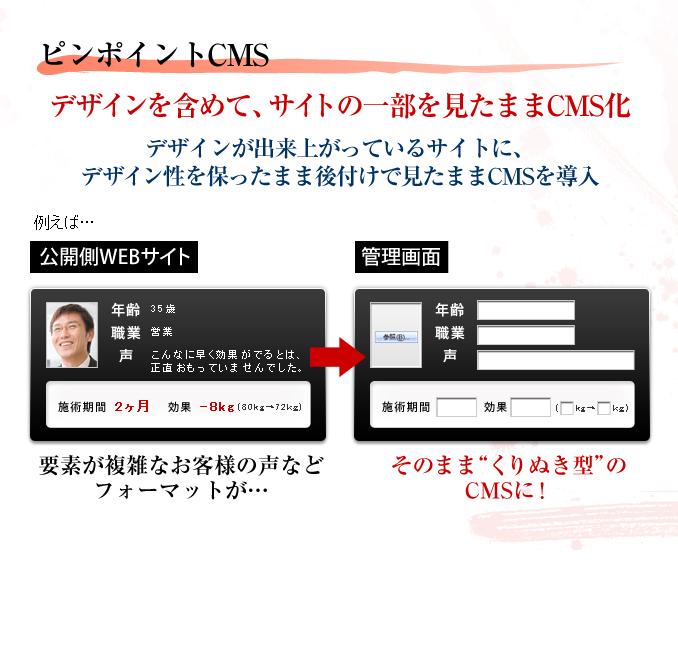 ピンポイントCMS
デザインを含めて、サイトの一部を見たままCMS化
デザインが出来上がっているサイトに、
デザイン性を保ったまま後付けで見たままCMSを導入
例えば…
公開側WEBサイト
年齢 35歳
職業 営業
声 こんなに早く効果がでるとは、
正直おもっていませんでした。
施術期間 2ヶ月 効果 -8kg(80kg→72kg)
要素が複雑なお客様の声など
フォーマットが…
管理画面
年齢
職業
参照(B)...
声
施術期間 効果 ( kg→ kg)
そのまま“くりぬき型”の
CMSに！